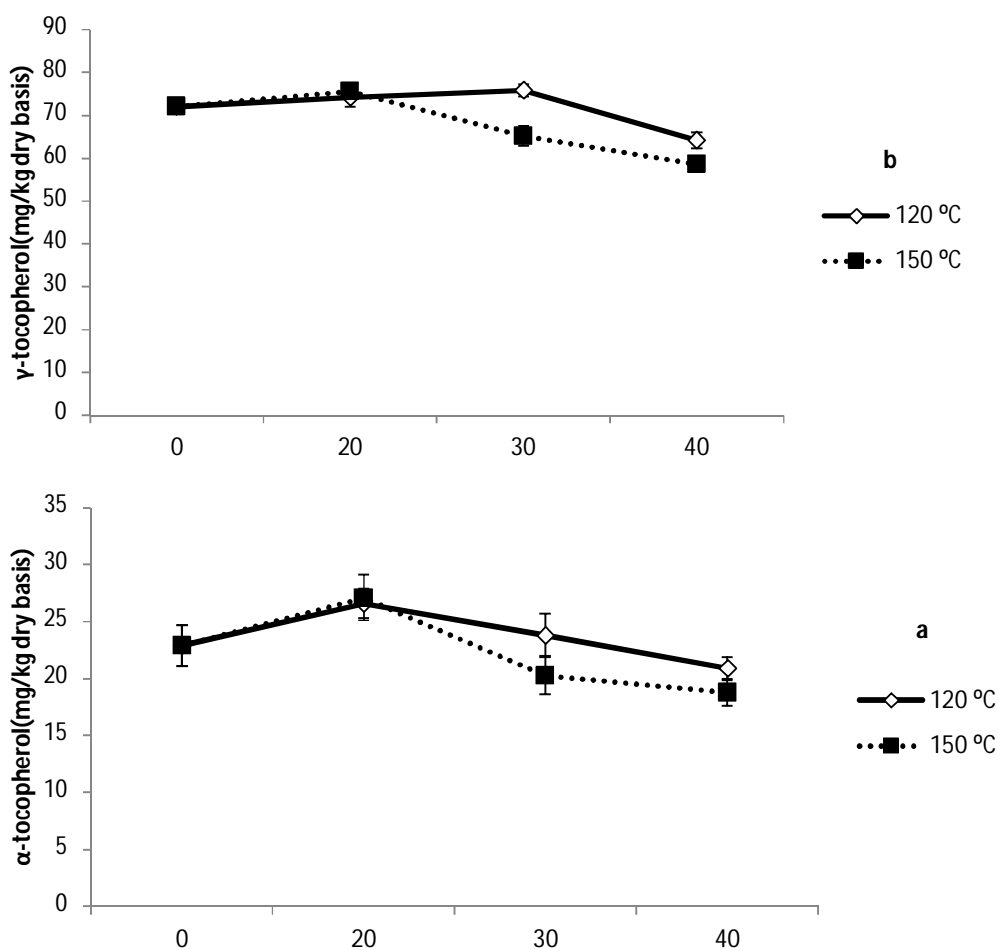 90
80
70
60
50
40
30
20
10
0
γ-tocopherol(mg/kg dry basis)
0 20 30 40
b
120 ºC
150 ºC
35
30
25
20
15
10
5
0
α-tocopherol(mg/kg dry basis)
0 20 30 40
a
120 ºC
150 ºC